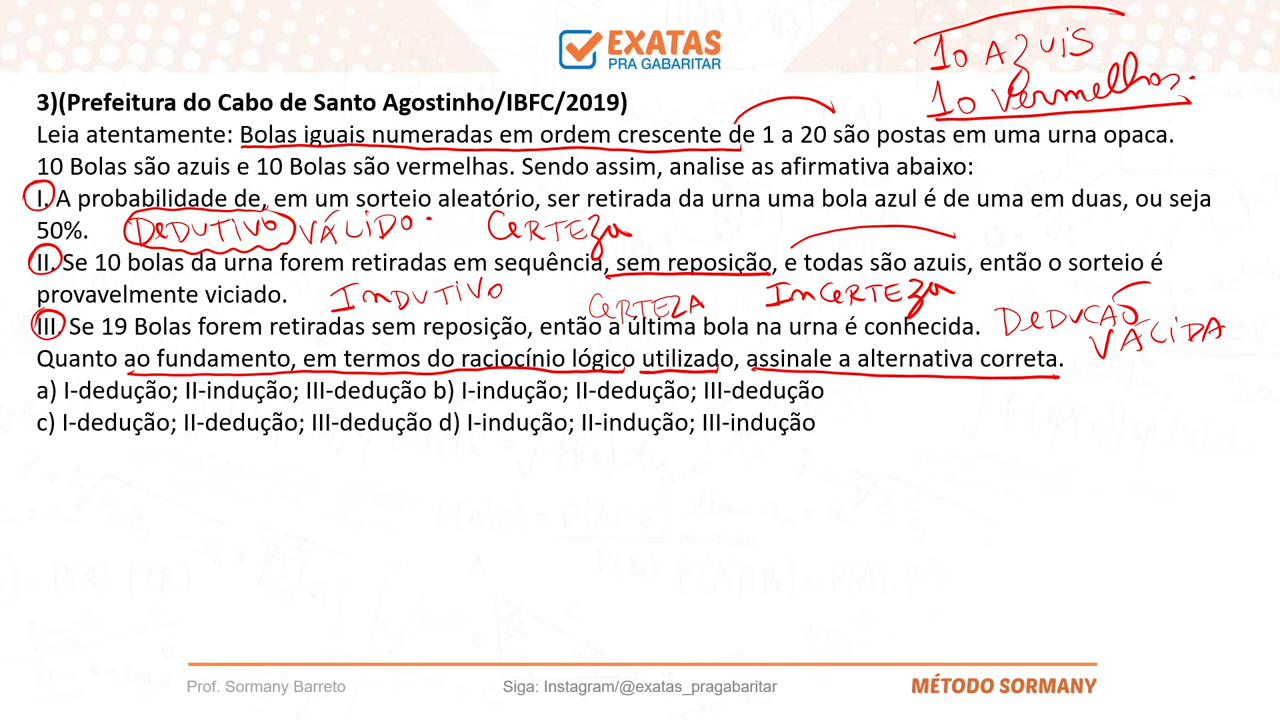 EXATAS
PRA GABARITAR
10 AZUIS
10 Vermelhas.
3)(Prefeitura do Cabo de Santo Agostinho/IBFC/2019)
Leia atentamente: Bolas iguais numeradas em ordem crescente de 1 a 20 são postas em uma urna opaca.
10 Bolas são azuis e 10 Bolas são vermelhas. Sendo assim, analise as afirmativa abaixo:
I. A probabilidade de, em um sorteio aleatório, ser retirada da urna uma bola azul é de uma em duas, ou seja
50%. DEDUTIVO VÁLIDO. CERTEza
II. Se 10 bolas da urna forem retiradas em sequência, sem reposição, e todas são azuis, então o sorteio é
provavelmente viciado. INDUTIVO CERTEZA INCERTEza
III. Se 19 Bolas forem retiradas sem reposição, então a última bola na urna é conhecida. DEDUCAO
VÁLIDA
Quanto ao fundamento, em termos do raciocínio lógico utilizado, assinale a alternativa correta.
a) I-dedução; II-indução; III-dedução b) I-indução; II-dedução; III-dedução
c) I-dedução; II-dedução; III-dedução d) I-indução; II-indução; III-indução
Prof. Sormany Barreto
Siga: Instagram/@exatas_pragabaritar
MÉTODO SORMANY